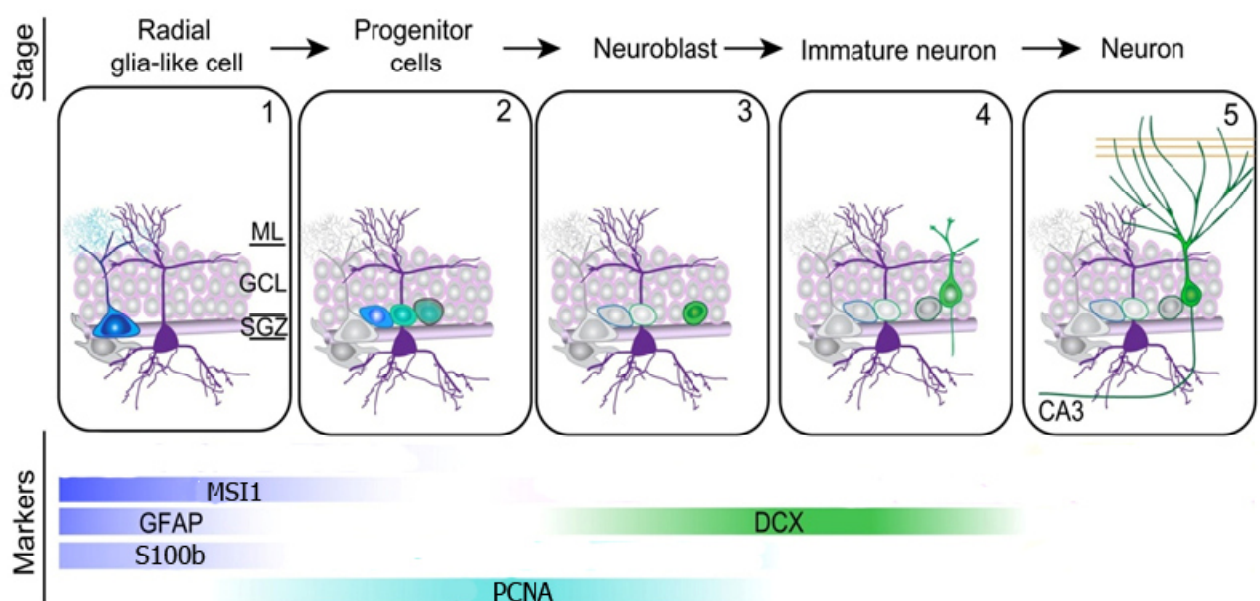 Stage
Radial
glia-like cell
Progenitor
cells
Neuroblast
Immature neuron
Neuron
1
2
3
4
5
ML
GCL
SGZ
CA3
Markers
MSI1
GFAP
DCX
S100b
PCNA